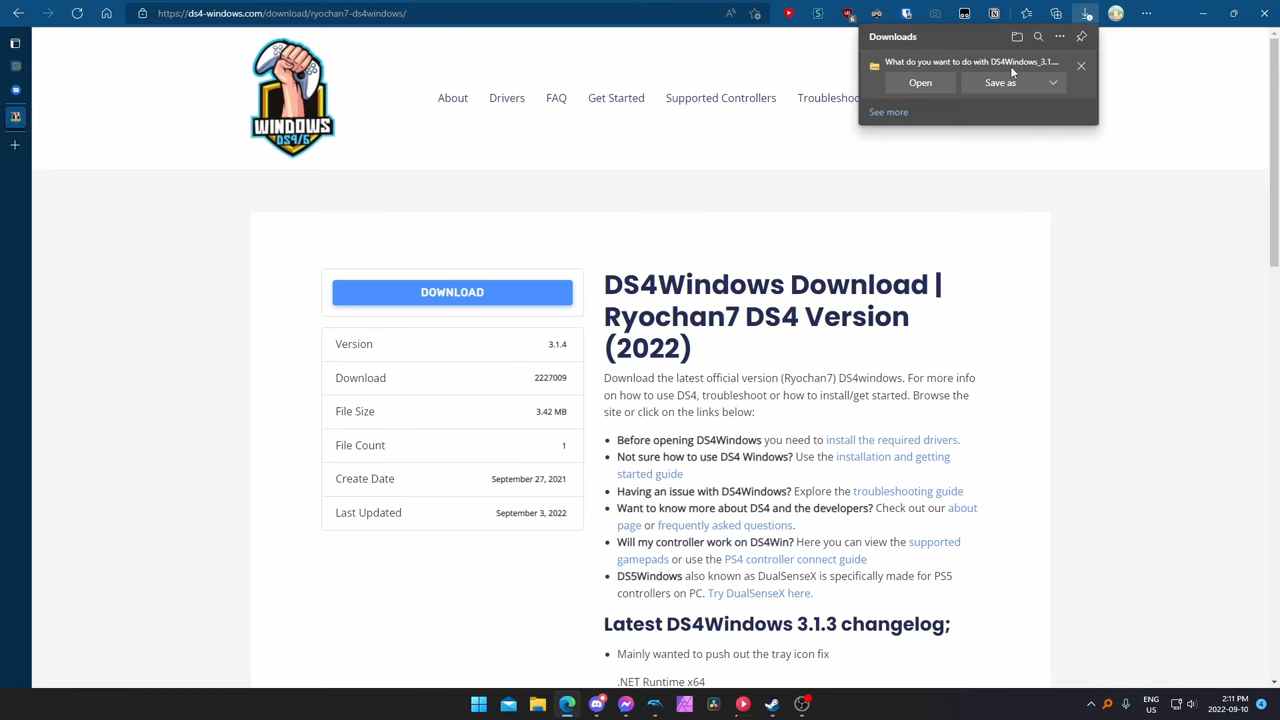 https://ds4-windows.com/download/ryochan7-ds4windows/
Downloads
What do you want to do with DS4Windows_3.1....
Open
Save as
See more
WINDOWS
DS4/5
About
Drivers
FAQ
Get Started
Supported Controllers
Troubleshoo
DOWNLOAD
Version
3.1.4
Download
2227009
File Size
3.42 MB
File Count
1
Create Date
September 27, 2021
Last Updated
September 3, 2022
DS4Windows Download |
Ryochan7 DS4 Version
(2022)
Download the latest official version (Ryochan7) DS4windows. For more info
on how to use DS4, troubleshoot or how to install/get started. Browse the
site or click on the links below:
Before opening DS4Windows you need to install the required drivers.
Not sure how to use DS4 Windows? Use the installation and getting
started guide
Having an issue with DS4Windows? Explore the troubleshooting guide
Want to know more about DS4 and the developers? Check out our about
page or frequently asked questions.
Will my controller work on DS4Win? Here you can view the supported
gamepads or use the PS4 controller connect guide
DS5Windows also known as DualSenseX is specifically made for PS5
controllers on PC. Try DualSenseX here.
Latest DS4Windows 3.1.3 changelog;
Mainly wanted to push out the tray icon fix
.NET Runtime x64
ENG
US
2:11 PM
2022-09-10